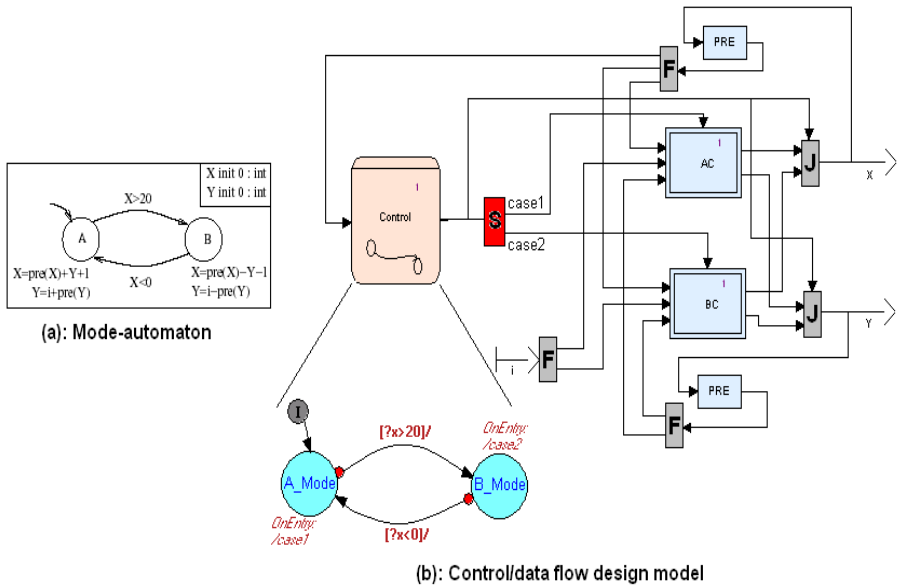 X init 0 : int
Y init 0 : int
X>20
A
B
X=pre(X)+Y+1
Y=i+pre(Y)
X<0
X=pre(X)−Y−1
Y=i−pre(Y)
(a): Mode-automaton
PRE
F
1
Control
S
case1
case2
1
AC
J
X
1
BC
J
Y
i
F
PRE
F
I
[?x>20]/
OnEntry:
/case2
A_Mode
B_Mode
OnEntry:
/case1
[?x<0]/
(b): Control/data flow design model